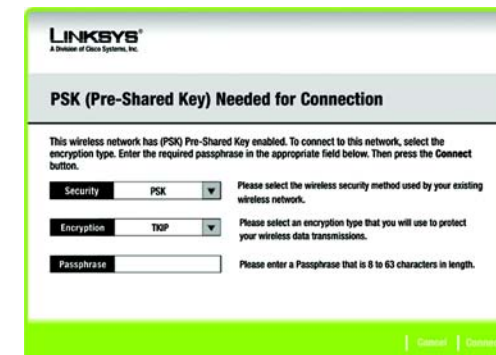 LINKSYS®
A Division of Cisco Systems, Inc.
PSK (Pre-Shared Key) Needed for Connection
This wireless network has (PSK) Pre-Shared Key enabled. To connect to this network, select the
encryption type. Enter the required passphrase in the appropriate field below. Then press the Connect
button.
Security PSK Please select the wireless security method used by your existing
wireless network.
Encryption TKIP Please select an encryption type that you will use to protect
your wireless data transmissions.
Passphrase Please enter a Passphrase that is 8 to 63 characters in length.
Cancel